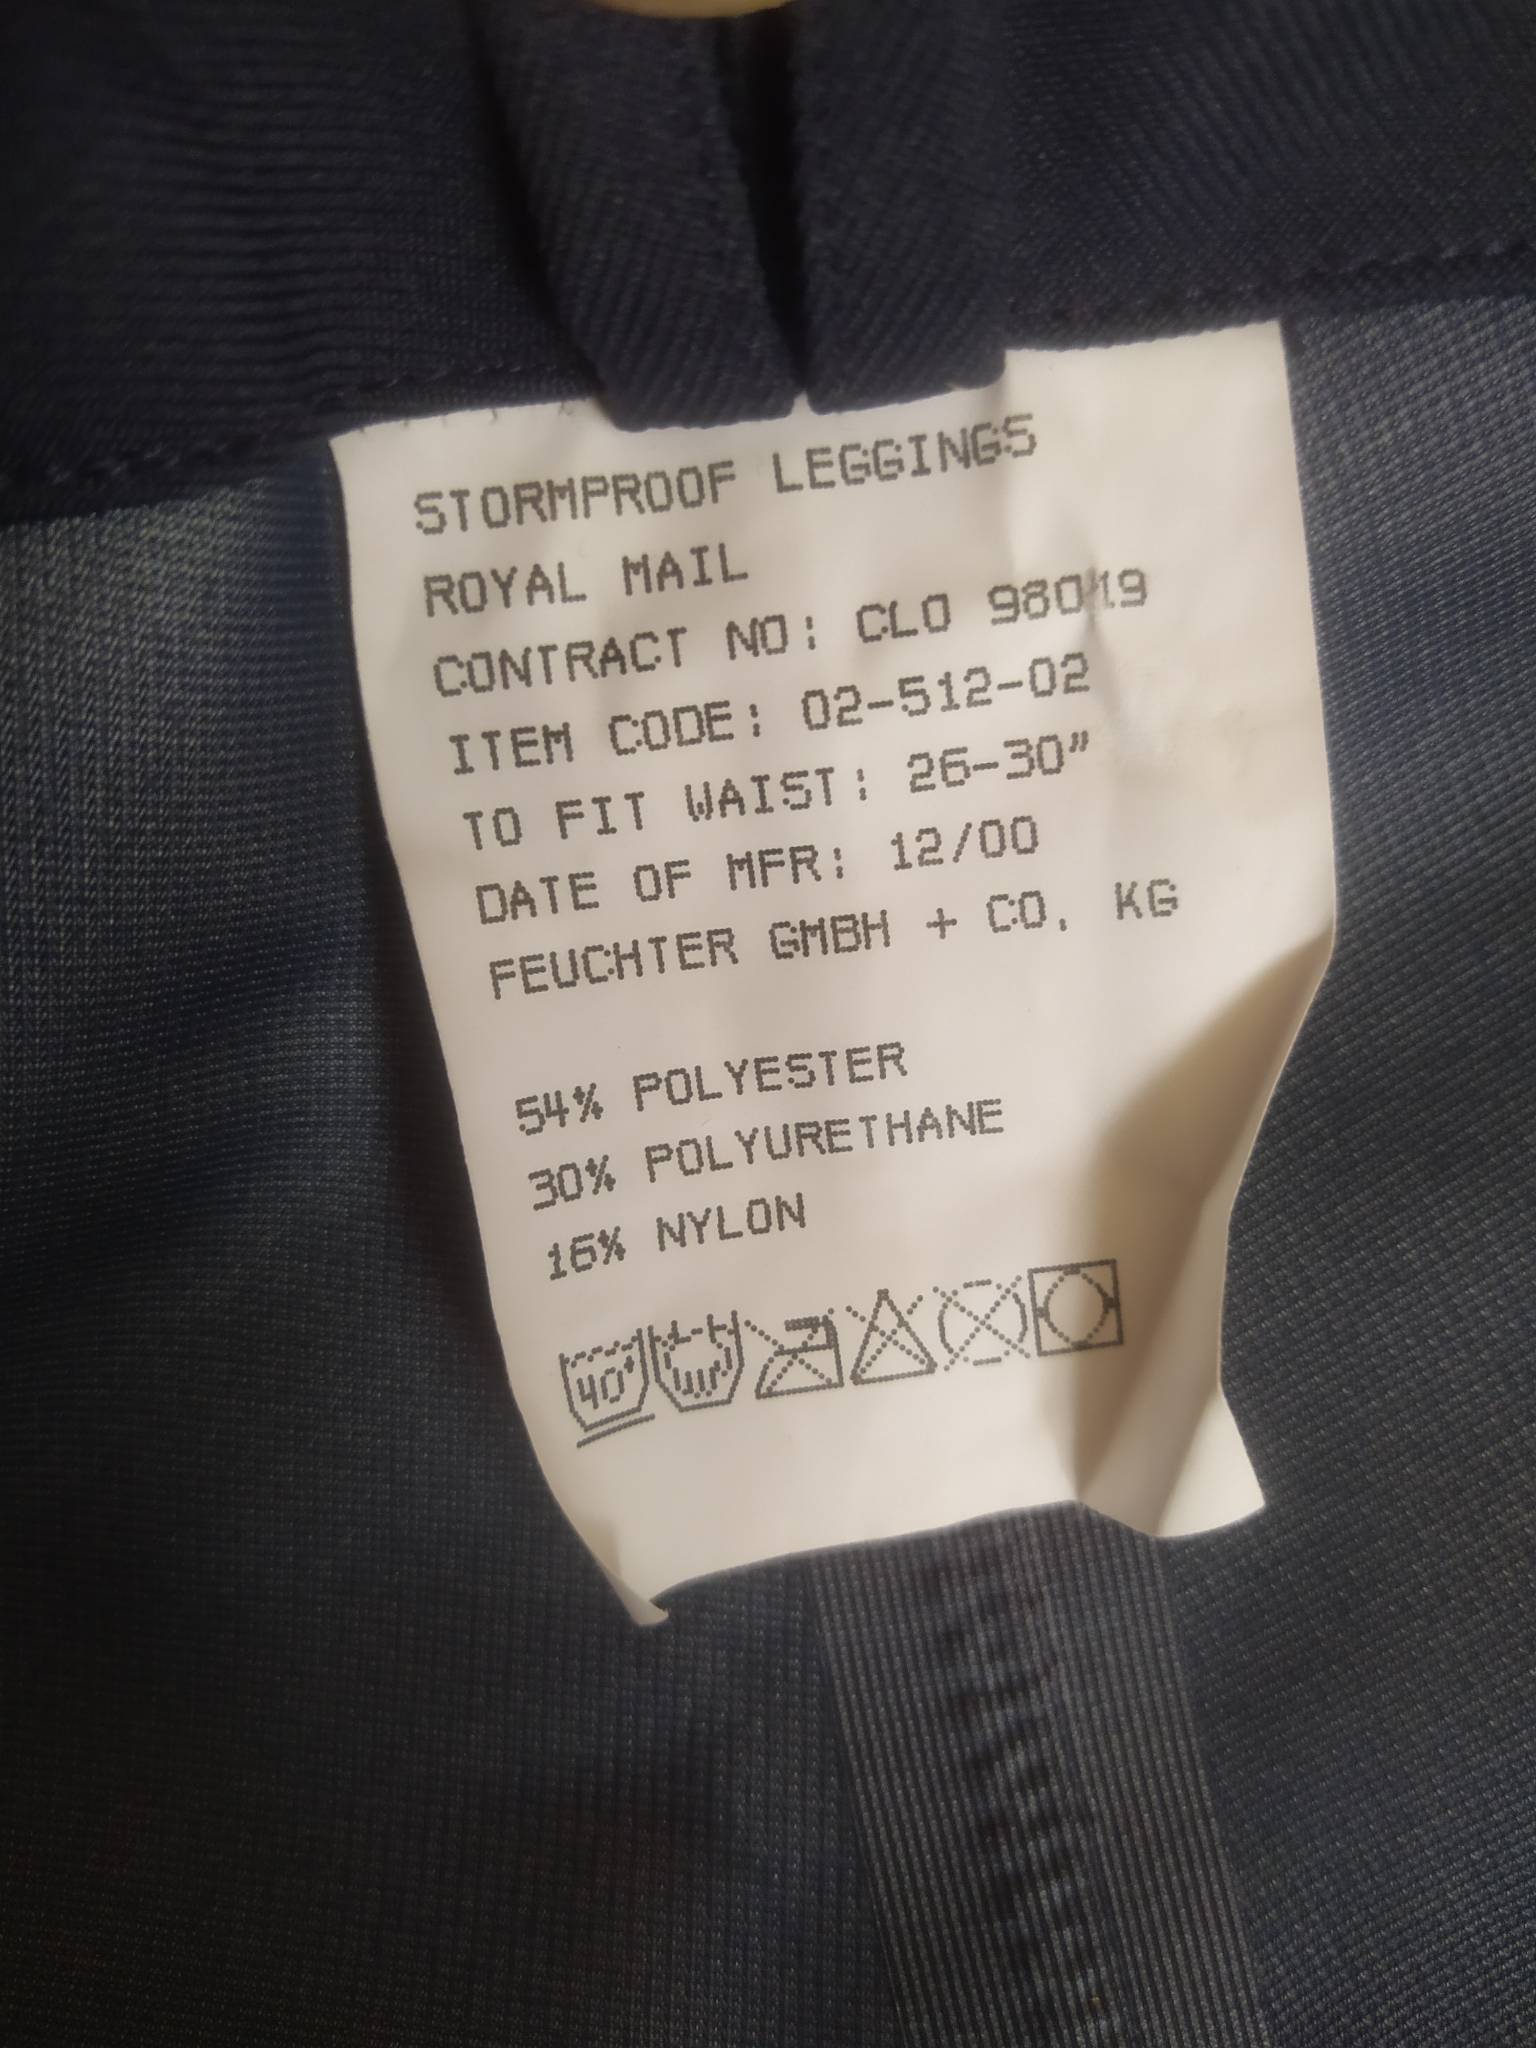 STORMPROOF LEGGINGS
ROYAL MAIL
CONTRACT NO: CLO 98019
ITEM CODE: 02-512-02
TO FIT WAIST: 26-30"
DATE OF MFR: 12/00
FEUCHTER GMBH + CO. KG
54% POLYESTER
30% POLYURETHANE
16% NYLON
40°